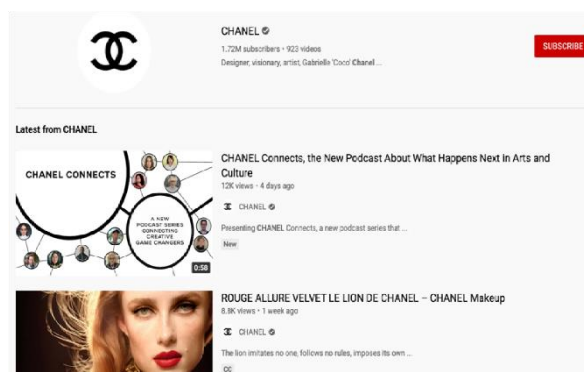 CHANEL
1.72M subscribers • 923 videos
Designer, visionary, artist, Gabrielle 'Coco' Chanel ...
SUBSCRIBE
Latest from CHANEL
CHANEL CONNECTS
A NEW
PODCAST SERIES
CONNECTING
CREATIVE
GAME CHANGERS
0:58
CHANEL Connects, the New Podcast About What Happens Next in Arts and
Culture
12K views • 4 days ago
CHANEL
Presenting CHANEL Connects, a new podcast series that ...
New
ROUGE ALLURE VELVET LE LION DE CHANEL – CHANEL Makeup
8.8K views • 1 week ago
CHANEL
The lion imitates no one, follows no rules, imposes its own ...
CC